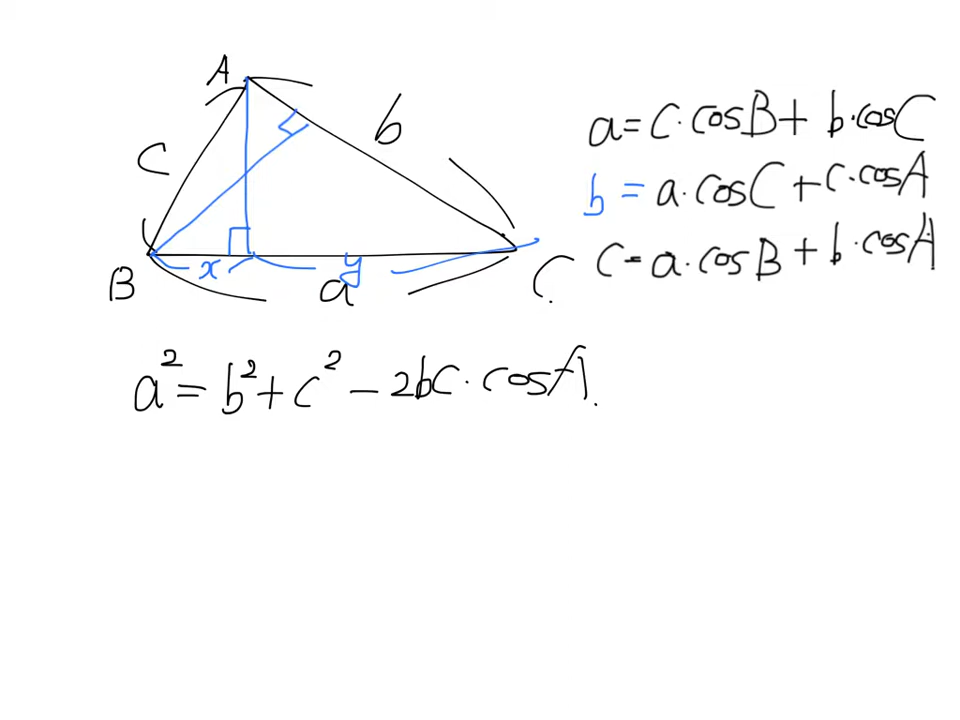 A
b
c
B
x
y
a
C
a = c·cosB + b·cosC
b = a·cosC + c·cosA
c = a·cosB + b·cosA
a² = b² + c² − 2bc·cosA.